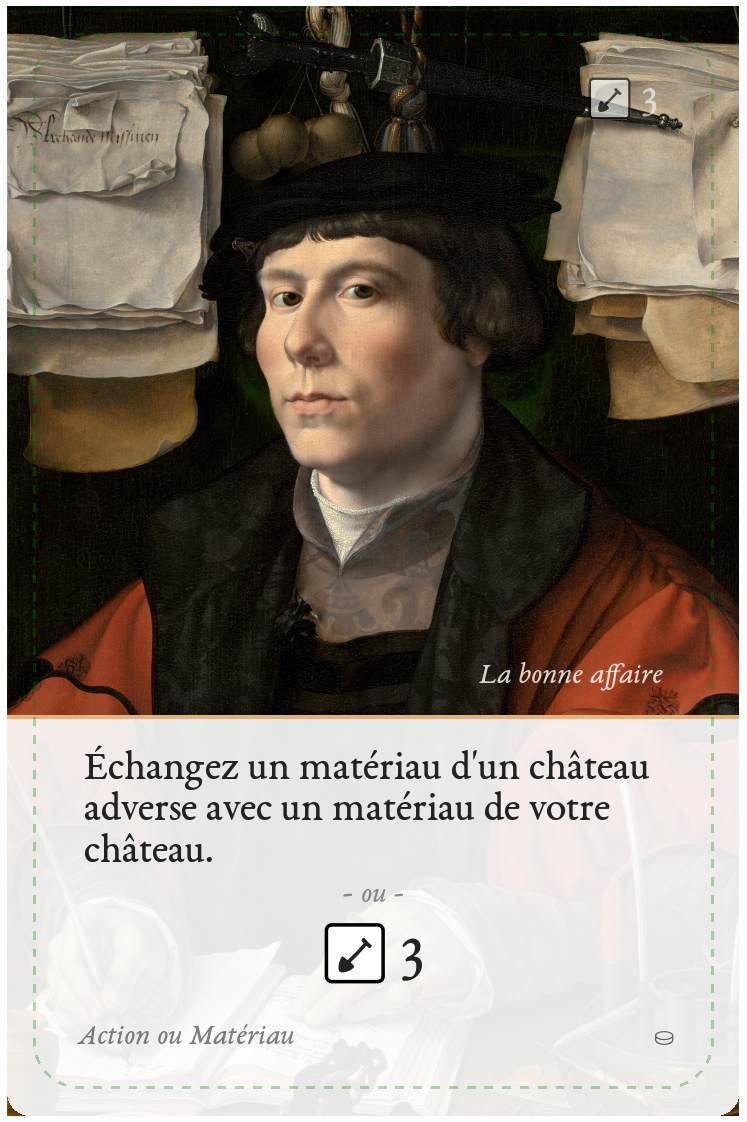 3
La bonne affaire
Échangez un matériau d'un château
adverse avec un matériau de votre
château.
- ou -
3
Action ou Matériau